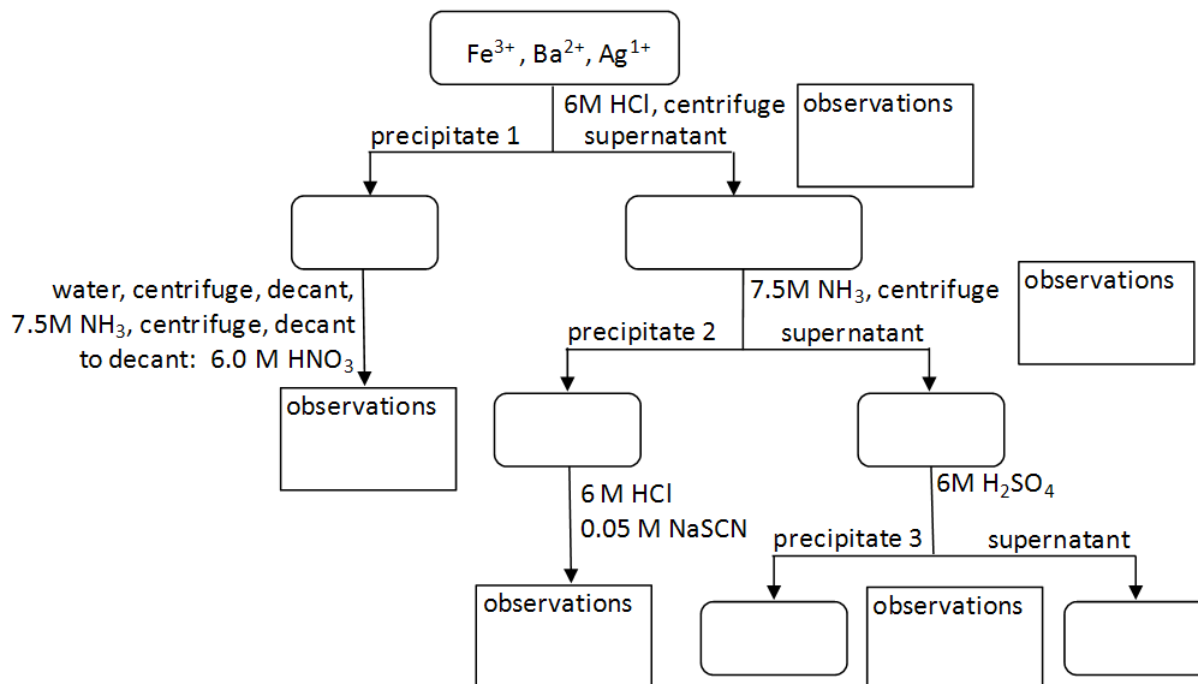 Fe³⁺, Ba²⁺, Ag¹⁺
6M HCl, centrifuge
observations
precipitate 1
supernatant
water, centrifuge, decant,
7.5M NH₃, centrifuge, decant
to decant: 6.0 M HNO₃
observations
7.5M NH₃, centrifuge
observations
precipitate 2
supernatant
6 M HCl
0.05 M NaSCN
observations
6M H₂SO₄
precipitate 3
supernatant
observations